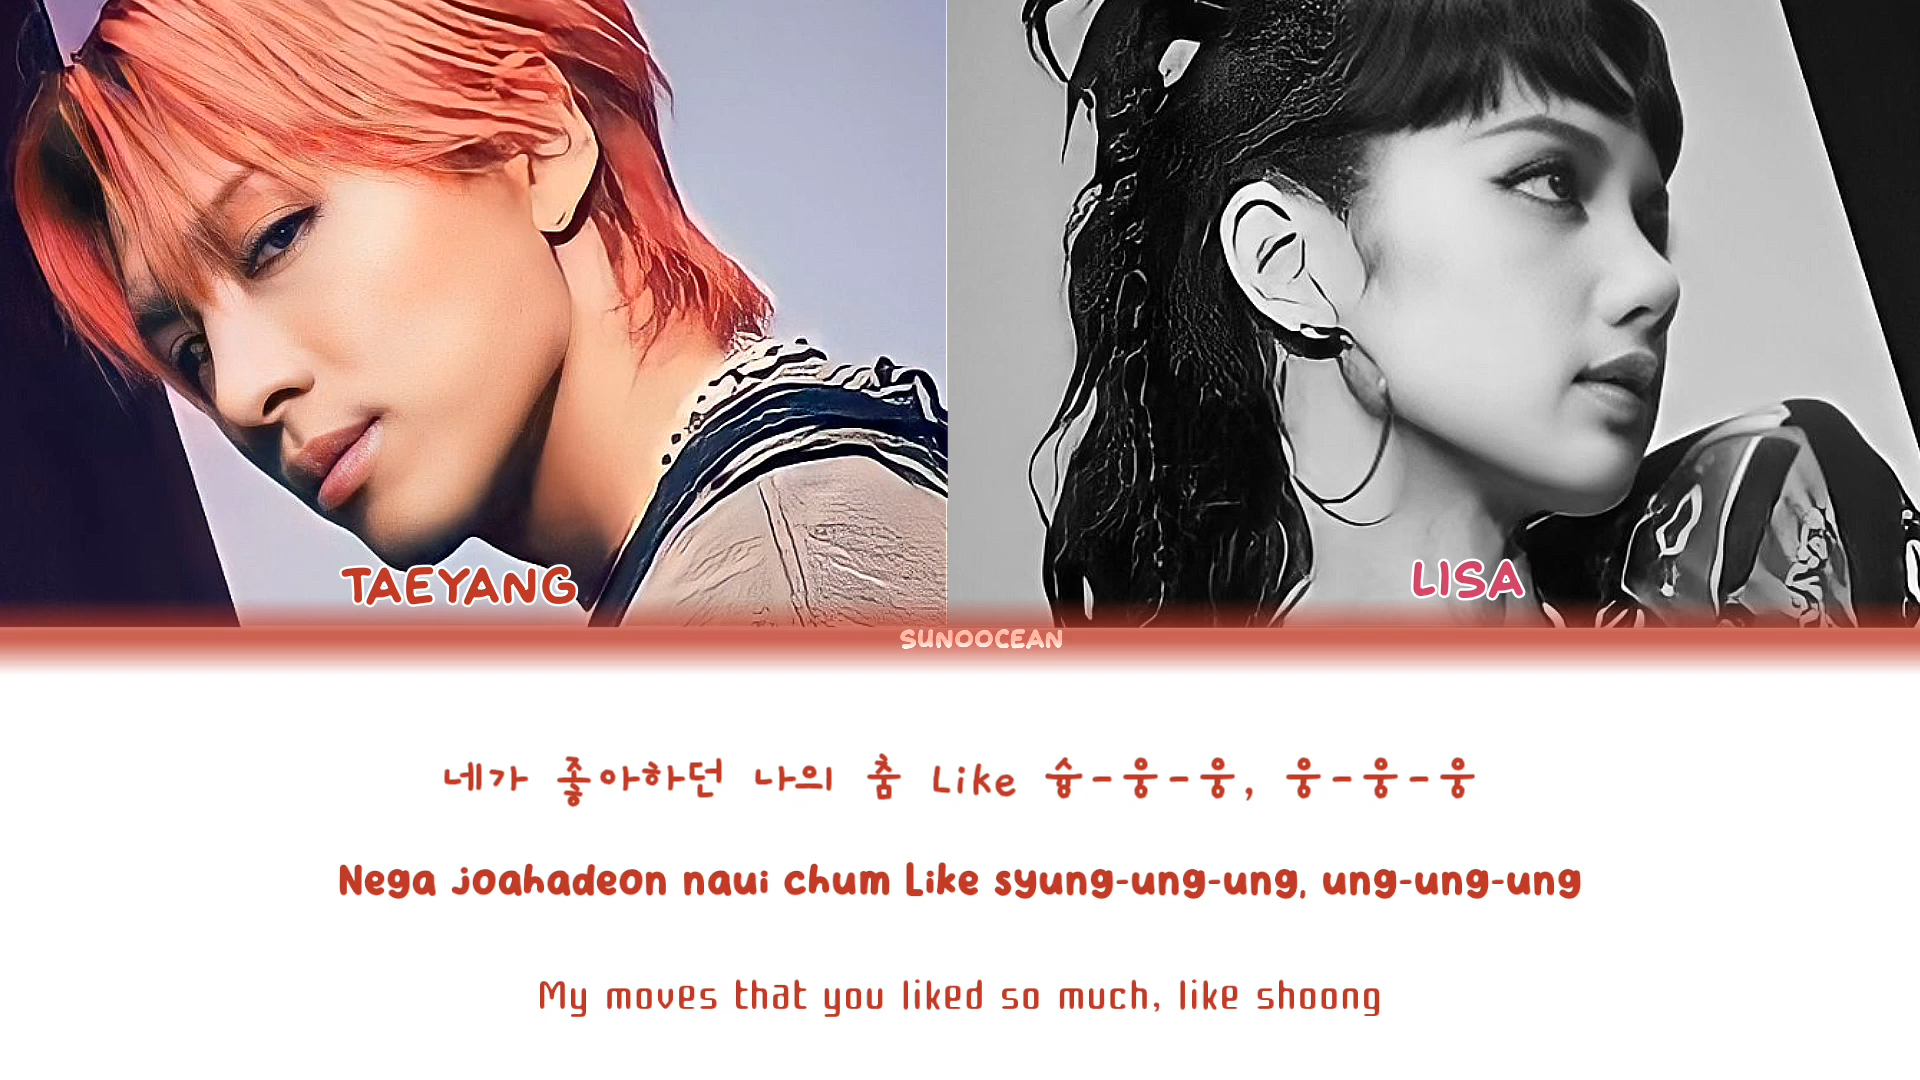 TAEYANG
LISA
SUNOOCEAN
네가 좋아하던 나의 춤 Like 슝-웅-웅, 웅-웅-웅
Nega joahadeon naui chum Like syung-ung-ung, ung-ung-ung
My moves that you liked so much, like shoong